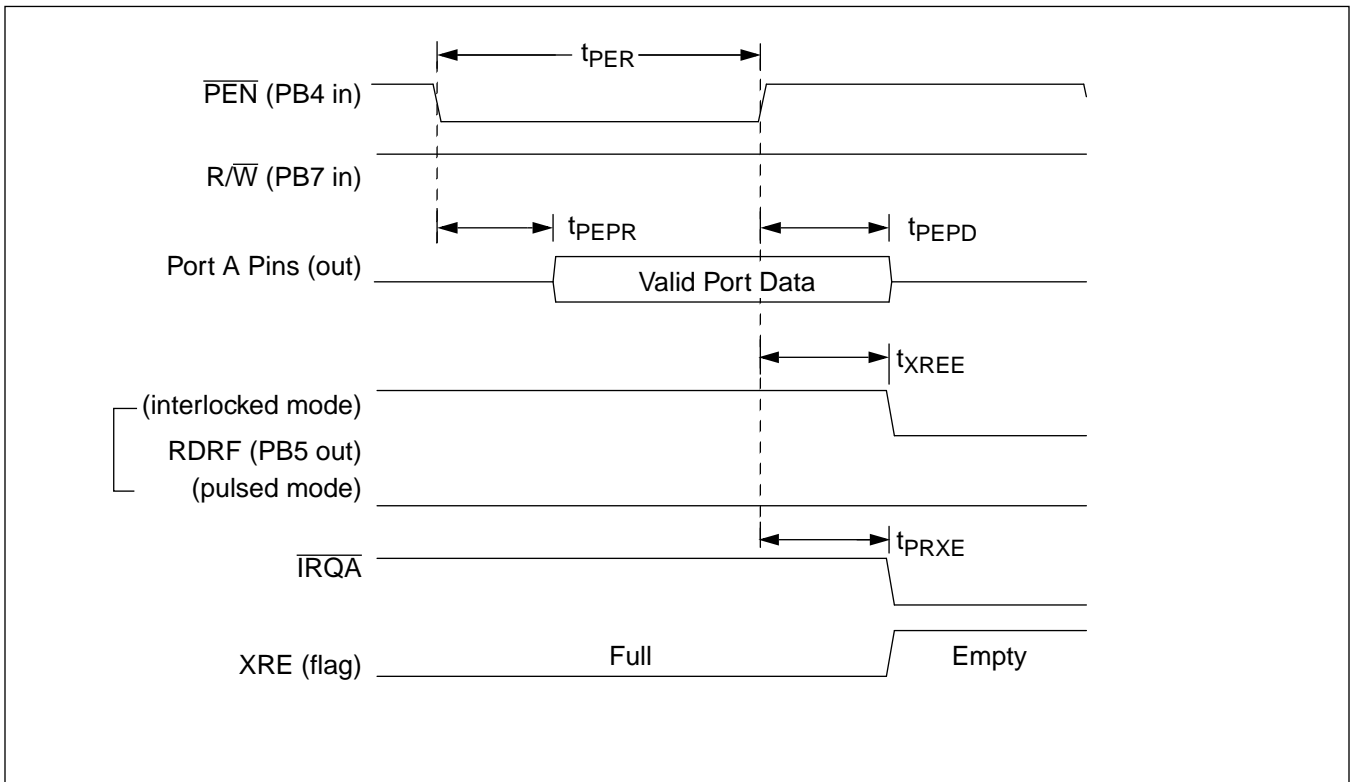 tPER
PEN (PB4 in)
R/W (PB7 in)
tPEPR
tPEPD
Port A Pins (out)
Valid Port Data
tXREE
(interlocked mode)
RDRF (PB5 out)
(pulsed mode)
tPRXE
IRQA
XRE (flag)
Full
Empty